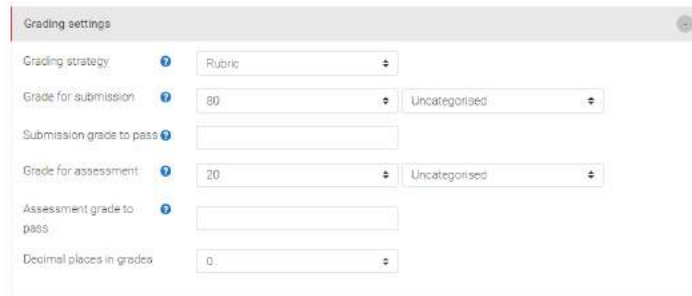 Grading settings
Grading strategy Rubric
Grade for submission 80 Uncategorised
Submission grade to pass
Grade for assessment 20 Uncategorised
Assessment grade to
pass
Decimal places in grades 0